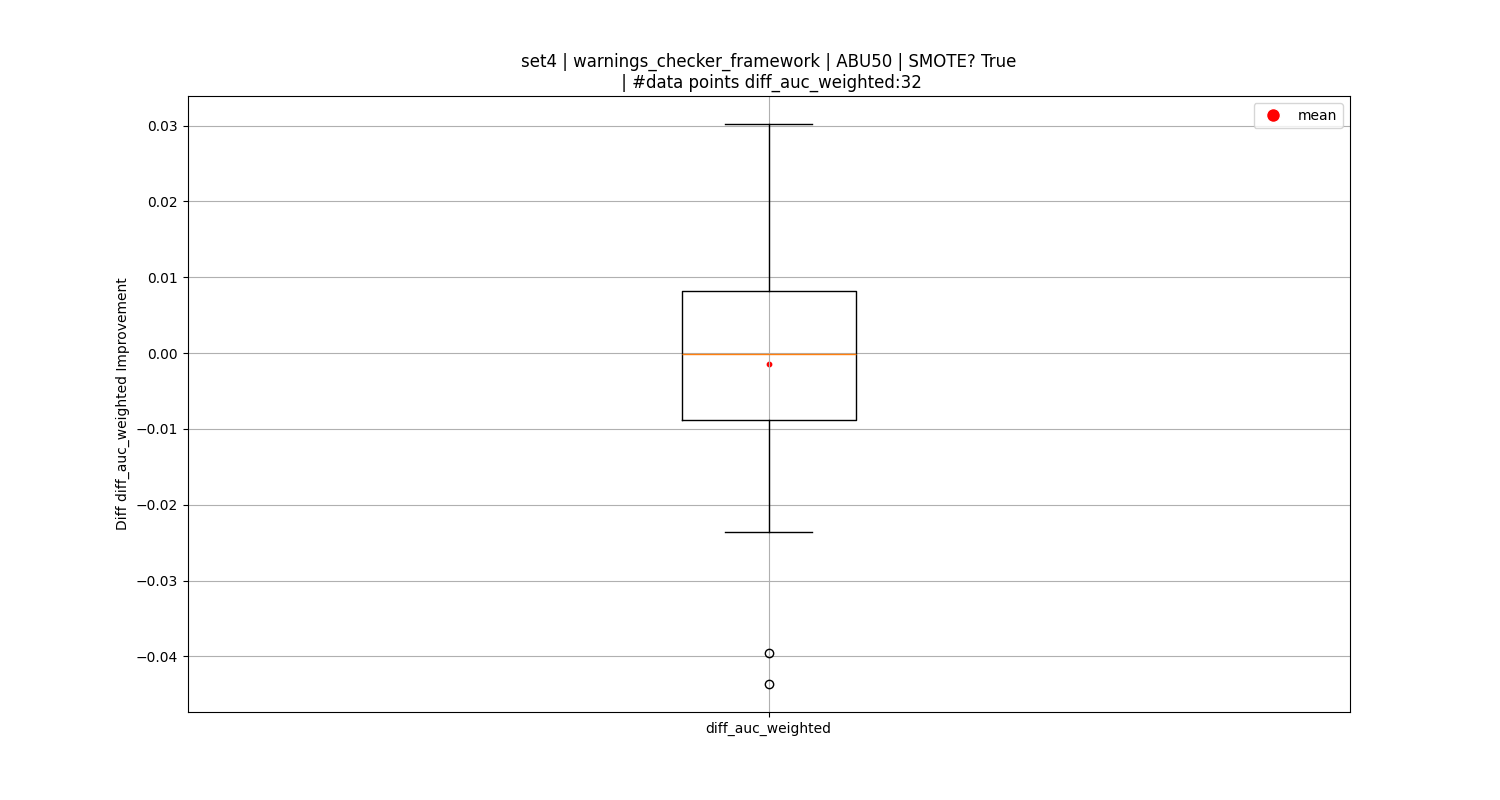 set4 | warnings_checker_framework | ABU50 | SMOTE? True
| #data points diff_auc_weighted:32
mean
0.03
0.02
0.01
0.00
−0.01
−0.02
−0.03
−0.04
Diff diff_auc_weighted Improvement
diff_auc_weighted